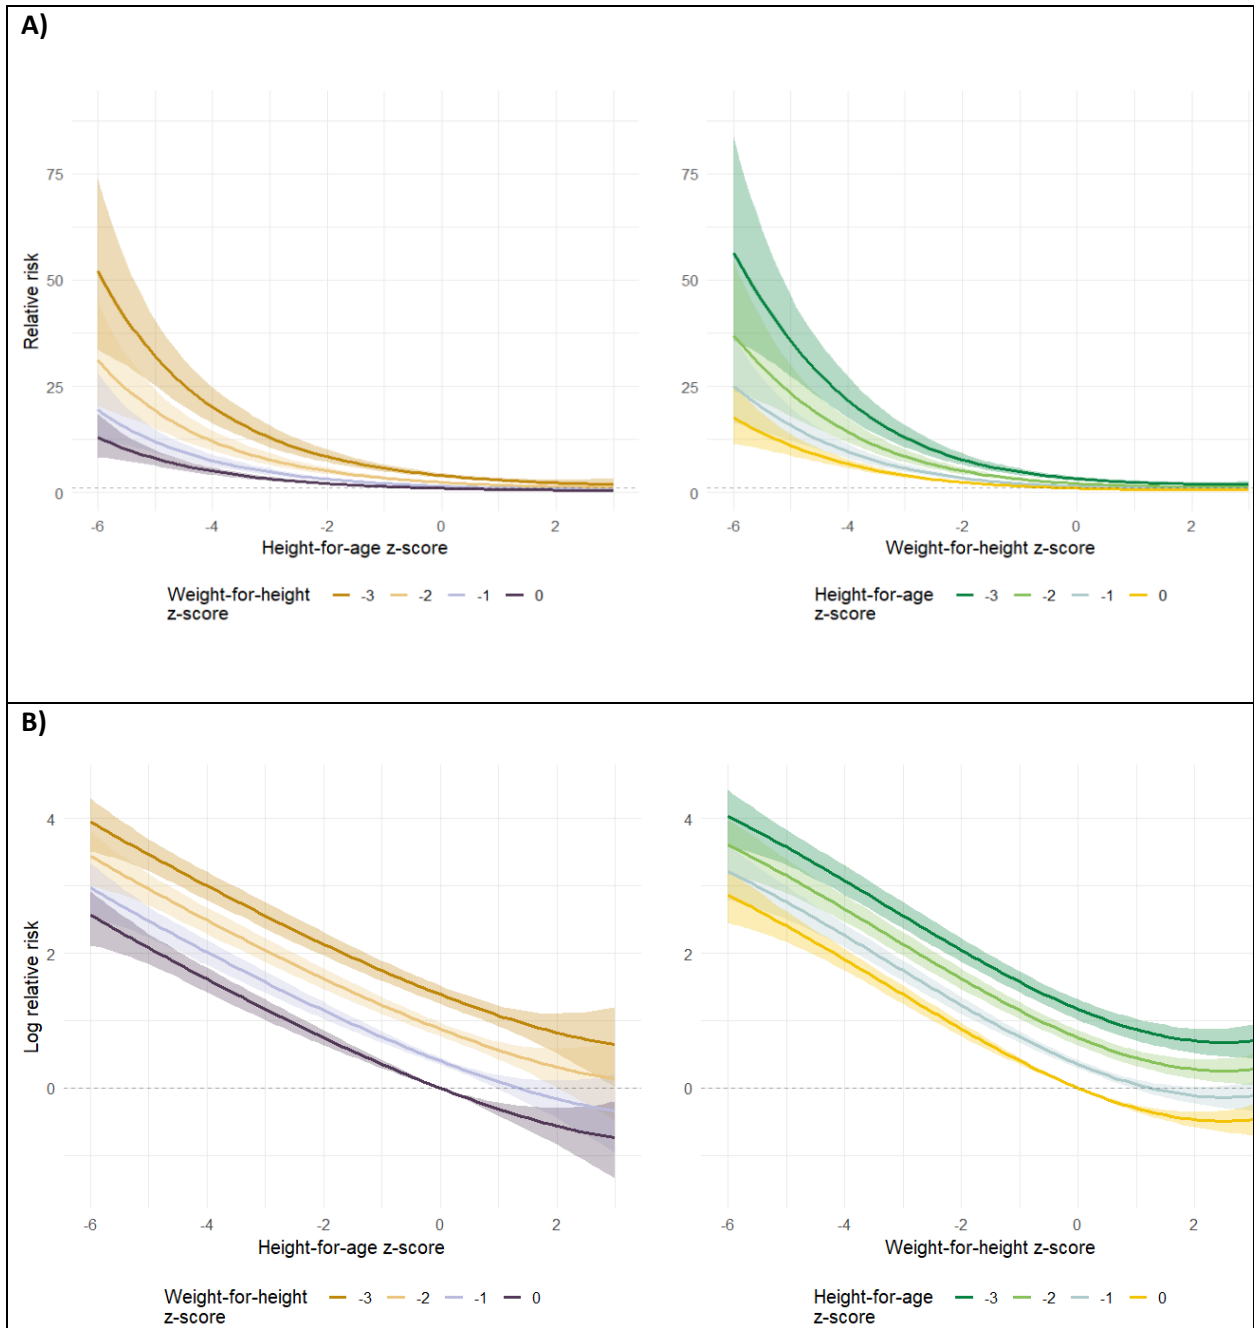 A)
Relative risk
75
50
25
0
-6 -4 -2 0 2
Height-for-age z-score
Weight-for-height
z-score
-3 -2 -1 0
75
50
25
0
-6 -4 -2 0 2
Weight-for-height z-score
Height-for-age
z-score
-3 -2 -1 0
B)
Log relative risk
4
2
0
-6 -4 -2 0 2
Height-for-age z-score
Weight-for-height
z-score
-3 -2 -1 0
4
2
0
-6 -4 -2 0 2
Weight-for-height z-score
Height-for-age
z-score
-3 -2 -1 0